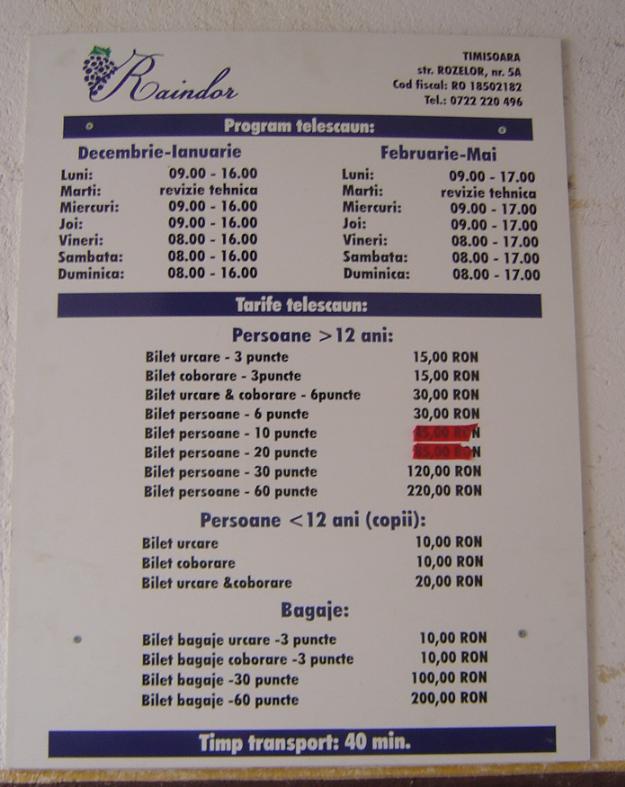 Raindor
TIMISOARA
str. ROZELOR, nr. 5A
Cod fiscal: RO 18502182
Tel.: 0722 220 496
Program telescaun:
Decembrie-Ianuarie
Luni: 09.00 - 16.00
Marti: revizie tehnica
Miercuri: 09.00 - 16.00
Joi: 09.00 - 16.00
Vineri: 08.00 - 16.00
Sambata: 08.00 - 16.00
Duminica: 08.00 - 16.00
Februarie-Mai
Luni: 09.00 - 17.00
Marti: revizie tehnica
Miercuri: 09.00 - 17.00
Joi: 09.00 - 17.00
Vineri: 08.00 - 17.00
Sambata: 08.00 - 17.00
Duminica: 08.00 - 17.00
Tarife telescaun:
Persoane >12 ani:
Bilet urcare - 3 puncte 15,00 RON
Bilet coborare - 3puncte 15,00 RON
Bilet urcare & coborare - 6puncte 30,00 RON
Bilet persoane - 6 puncte 30,00 RON
Bilet persoane - 10 puncte RON
Bilet persoane - 20 puncte RON
Bilet persoane - 30 puncte 120,00 RON
Bilet persoane - 60 puncte 220,00 RON
Persoane <12 ani (copii):
Bilet urcare 10,00 RON
Bilet coborare 10,00 RON
Bilet urcare &coborare 20,00 RON
Bagaje:
Bilet bagaje urcare -3 puncte 10,00 RON
Bilet bagaje coborare -3 puncte 10,00 RON
Bilet bagaje -30 puncte 100,00 RON
Bilet bagaje -60 puncte 200,00 RON
Timp transport: 40 min.